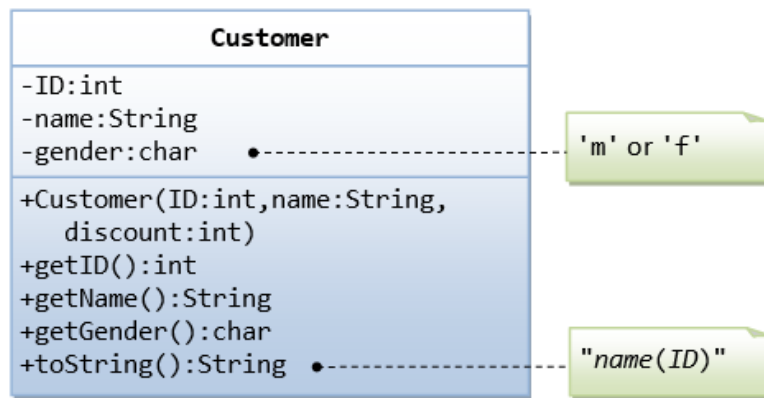 Customer
-ID:int
-name:String
-gender:char
'm' or 'f'
+Customer(ID:int,name:String,
discount:int)
+getID():int
+getName():String
+getGender():char
+toString():String
"name(ID)"